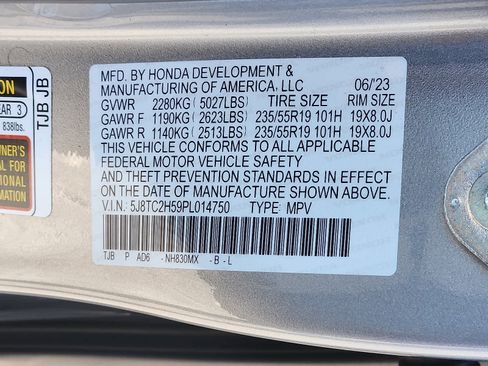 MFD. BY HONDA DEVELOPMENT &
MANUFACTURING OF AMERICA, LLC 06/'23
GVWR 2280KG(5027LBS) TIRE SIZE RIM SIZE
GAWR F 1190KG(2623LBS) 235/55R19 101H 19X8.0J
GAWR R 1140KG(2513LBS) 235/55R19 101H 19X8.0J
THIS VEHICLE CONFORMS TO ALL APPLICABLE
FEDERAL MOTOR VEHICLE SAFETY
AND THEFT PREVENTION STANDARDS IN EFFECT
ON THE DATE OF MANUFACTURE SHOWN ABOVE.
V.I.N.: 5J8TC2H59PL014750 TYPE: MPV
TJB P AD6 -NH830MX -B-L
TJB JB
3
838lbs.